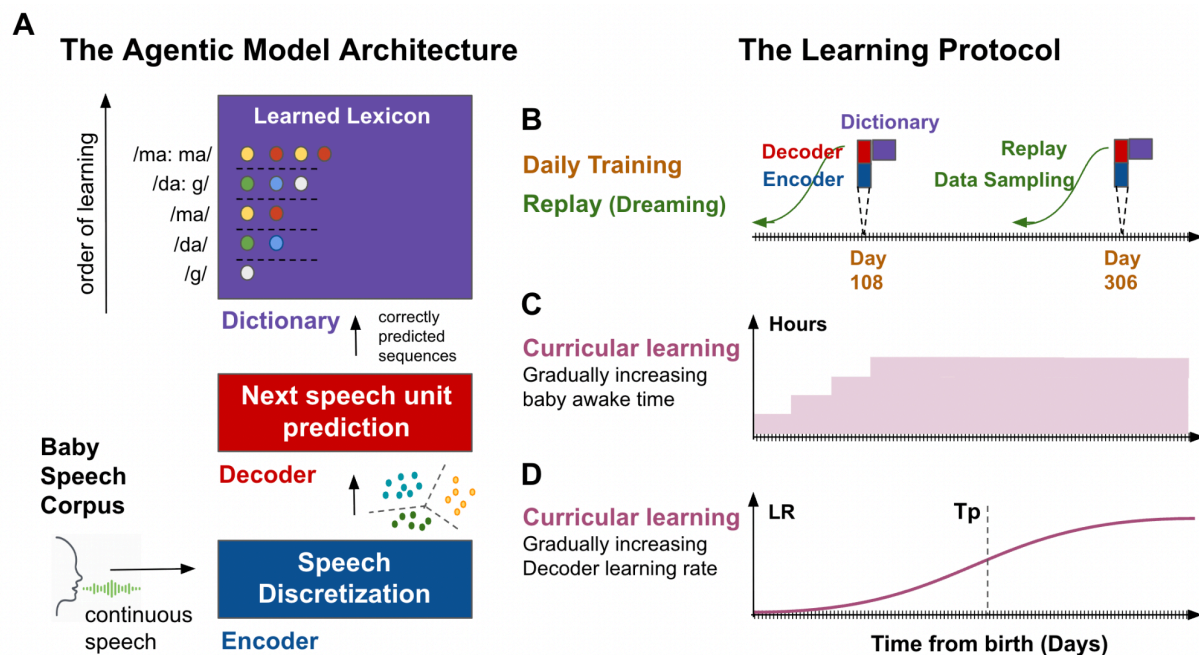 A
The Agentic Model Architecture
order of learning
Learned Lexicon
/ma: ma/
/da: g/
/ma/
/da/
/g/
Dictionary
correctly
predicted
sequences
Next speech unit
prediction
Decoder
Baby
Speech
Corpus
continuous
speech
Speech
Discretization
Encoder
The Learning Protocol
B
Daily Training
Replay (Dreaming)
Dictionary
Decoder
Encoder
Replay
Data Sampling
Day
108
Day
306
C
Curricular learning
Gradually increasing
baby awake time
Hours
D
Curricular learning
Gradually increasing
Decoder learning rate
LR
Tp
Time from birth (Days)